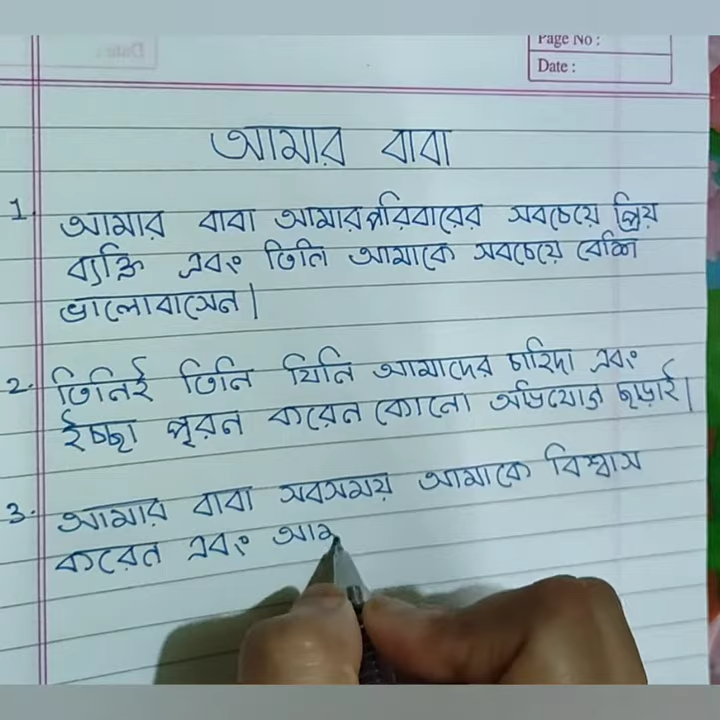 Page No :
Date :
আমার বাবা
1. আমার বাবা আমার পরিবারের সবচেয়ে প্রিয়
ব্যক্তি এবং তিনি আমাকে সবচেয়ে বেশি
ভালোবাসেন।
2. তিনিই তিনি যিনি আমাদের চাহিদা এবং
ইচ্ছা পূরন করেন কোনো অভিযোগ ছাড়াই।
3. আমার বাবা সবসময় আমাকে বিশ্বাস
করেন এবং আম